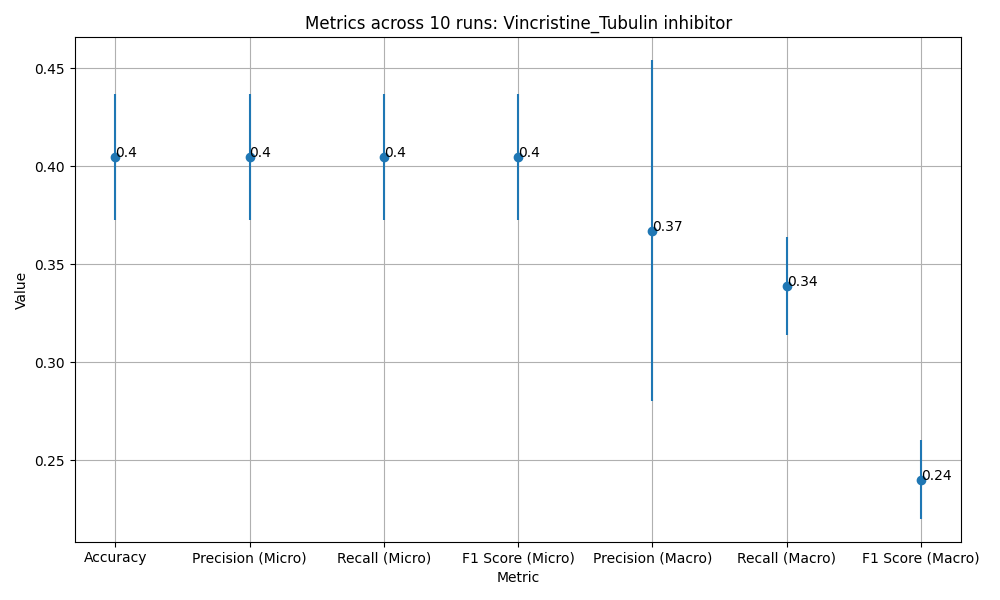 Metrics across 10 runs: Vincristine_Tubulin inhibitor
0.45
0.40
0.35
0.30
0.25
Value
0.4
0.4
0.4
0.4
0.37
0.34
0.24
Accuracy
Precision (Micro)
Recall (Micro)
F1 Score (Micro)
Precision (Macro)
Recall (Macro)
F1 Score (Macro)
Metric